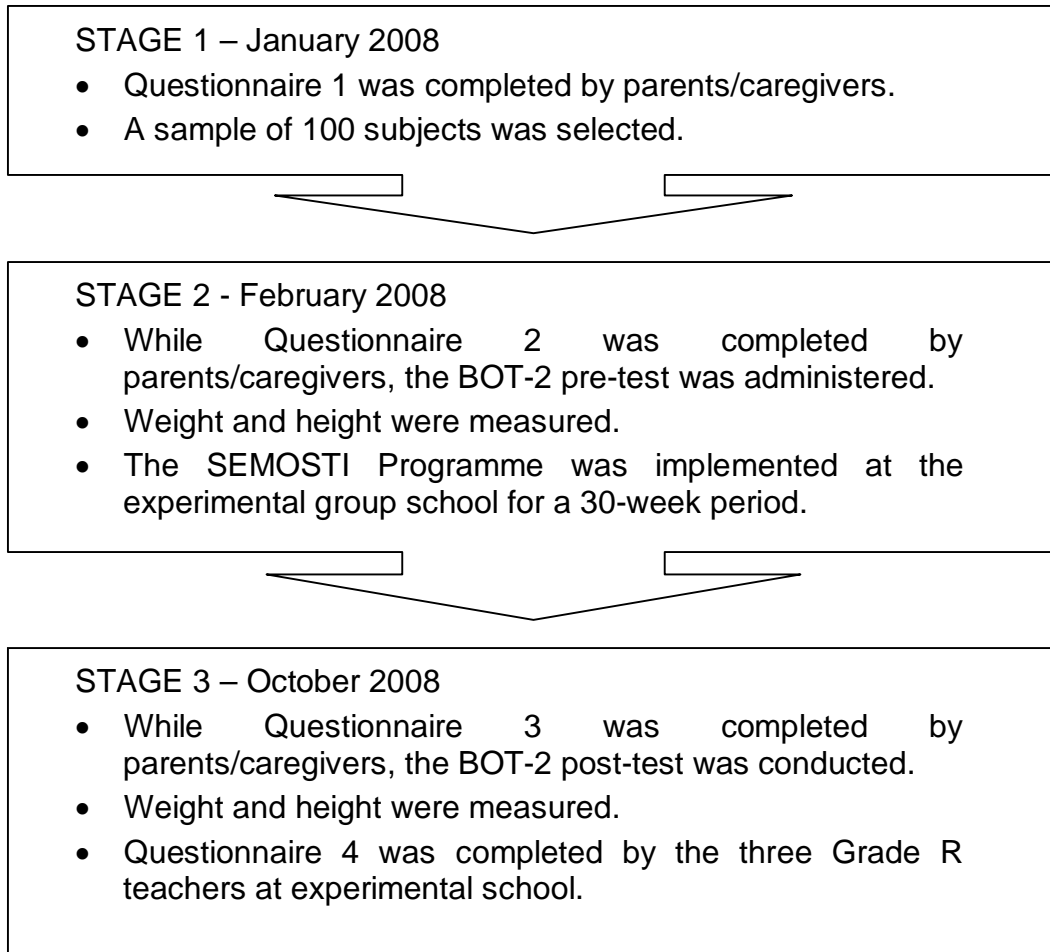 STAGE 1 – January 2008
• Questionnaire 1 was completed by parents/caregivers.
• A sample of 100 subjects was selected.
STAGE 2 - February 2008
• While Questionnaire 2 was completed by
parents/caregivers, the BOT-2 pre-test was administered.
• Weight and height were measured.
• The SEMOSTI Programme was implemented at the
experimental group school for a 30-week period.
STAGE 3 – October 2008
• While Questionnaire 3 was completed by
parents/caregivers, the BOT-2 post-test was conducted.
• Weight and height were measured.
• Questionnaire 4 was completed by the three Grade R
teachers at experimental school.